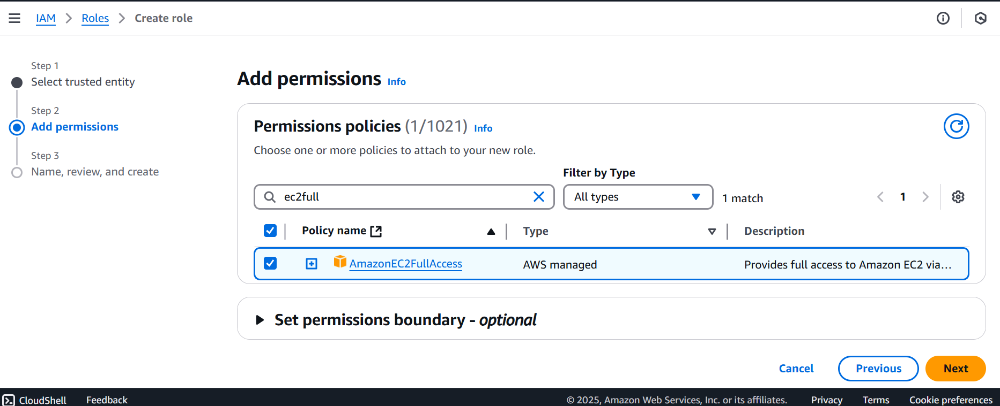 IAM > Roles > Create role
Step 1
Select trusted entity
Step 2
Add permissions
Step 3
Name, review, and create
Add permissions Info
Permissions policies (1/1021) Info
Choose one or more policies to attach to your new role.
Filter by Type
ec2full
All types
1 match
1
Policy name
Type
Description
AmazonEC2FullAccess
AWS managed
Provides full access to Amazon EC2 via...
Set permissions boundary - optional
Cancel
Previous
Next
CloudShell
Feedback
© 2025, Amazon Web Services, Inc. or its affiliates.
Privacy
Terms
Cookie preferences